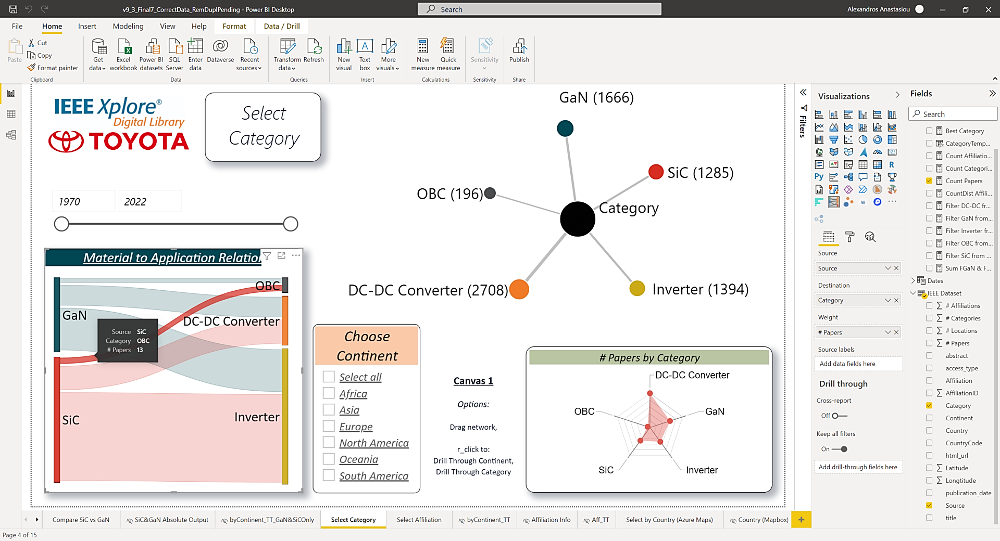 v9_3_Final7_CorrectData_RemDuplPending - Power BI Desktop
Search
Alexandros Anastasiou
File
Home
Insert
Modeling
View
Help
Format
Data / Drill
Paste
Cut
Copy
Format painter
Clipboard
Get data
Excel workbook
Power BI datasets
SQL Server
Enter data
Dataverse
Recent sources
Data
Transform data
Refresh
Queries
New visual
Text box
More visuals
Insert
New measure
Quick measure
Calculations
Sensitivity
Sensitivity
Publish
Share
IEEE Xplore®
Digital Library
TOYOTA
Select
Category
1970
2022
GaN (1666)
SiC (1285)
OBC (196)
Category
DC-DC Converter (2708)
Inverter (1394)
Material to Application Relation
OBC
GaN
DC-DC Converter
Source SiC
Category OBC
# Papers 13
Inverter
SiC
Choose
Continent
Select all
Africa
Asia
Europe
North America
Oceania
South America
Canvas 1
Options:
Drag network,
r_click to:
Drill Through Continent,
Drill Through Category
# Papers by Category
DC-DC Converter
OBC
GaN
SiC
Inverter
Filters
Visualizations
R
Py
Source
Source
Destination
Category
Weight
# Papers
Source labels
Add data fields here
Drill through
Cross-report
Off
Keep all filters
On
Add drill-through fields here
Fields
Search
Best Category
CategoryTemp...
Count Affiliatio...
Count Categori...
Count Papers
CountDist Affili...
Filter DC-DC fr...
Filter GaN from...
Filter Inverter fr...
Filter OBC from...
Filter SiC from ...
Sum FGaN & F...
Dates
IEEE Dataset
# Affiliations
# Categories
# Locations
# Papers
abstract
access_type
Affiliation
AffiliationID
Category
Continent
Country
CountryCode
html_url
Latitude
Longtitude
publication_date
Source
title
Compare SiC vs GaN
SiC&GaN Absolute Output
byContinent_TT_GaN&SiCOnly
Select Category
Select Affiliation
byContinent_TT
Affiliation Info
Aff_TT
Select by Country (Azure Maps)
Country (Mapbox)
Page 4 of 15